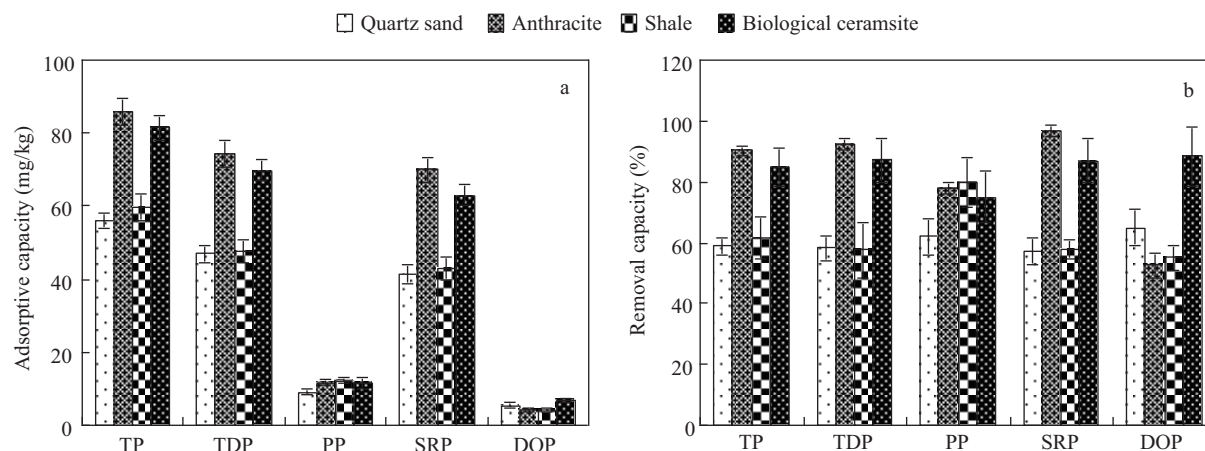 Quartz sand Anthracite Shale Biological ceramsite
a
Adsorptive capacity (mg/kg)
100
80
60
40
20
0
TP TDP PP SRP DOP
b
Removal capacity (%)
120
100
80
60
40
20
0
TP TDP PP SRP DOP